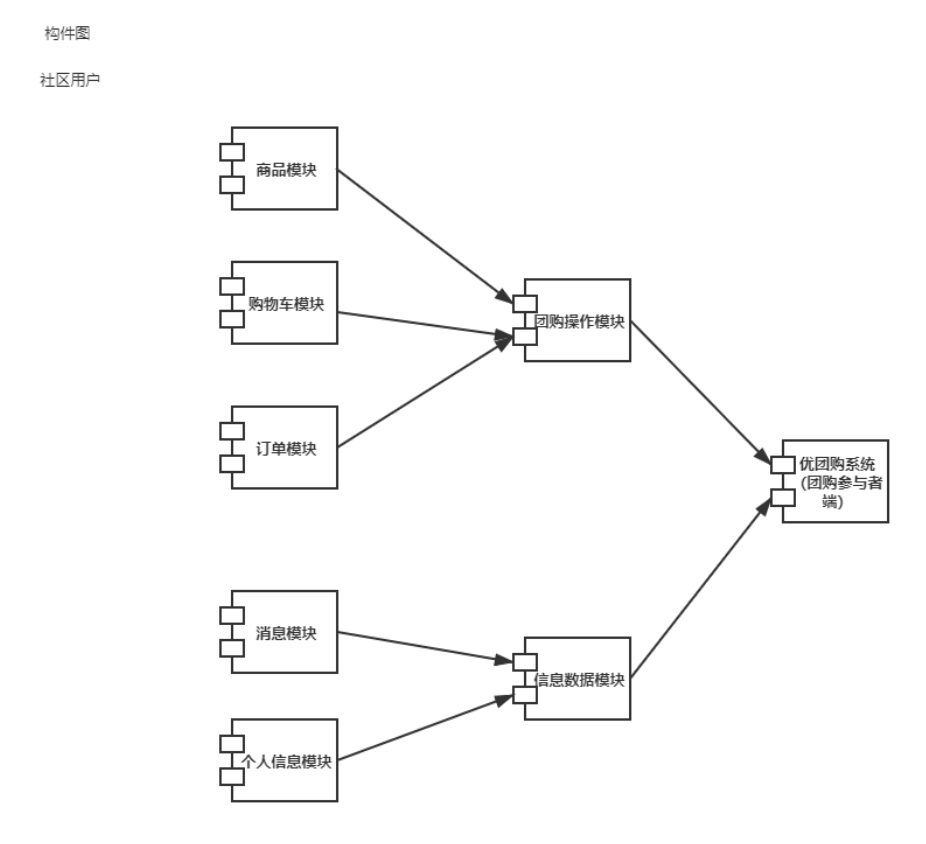 构件图
社区用户
商品模块
购物车模块
团购操作模块
订单模块
优团购系统
(团购参与者
端)
消息模块
信息数据模块
个人信息模块